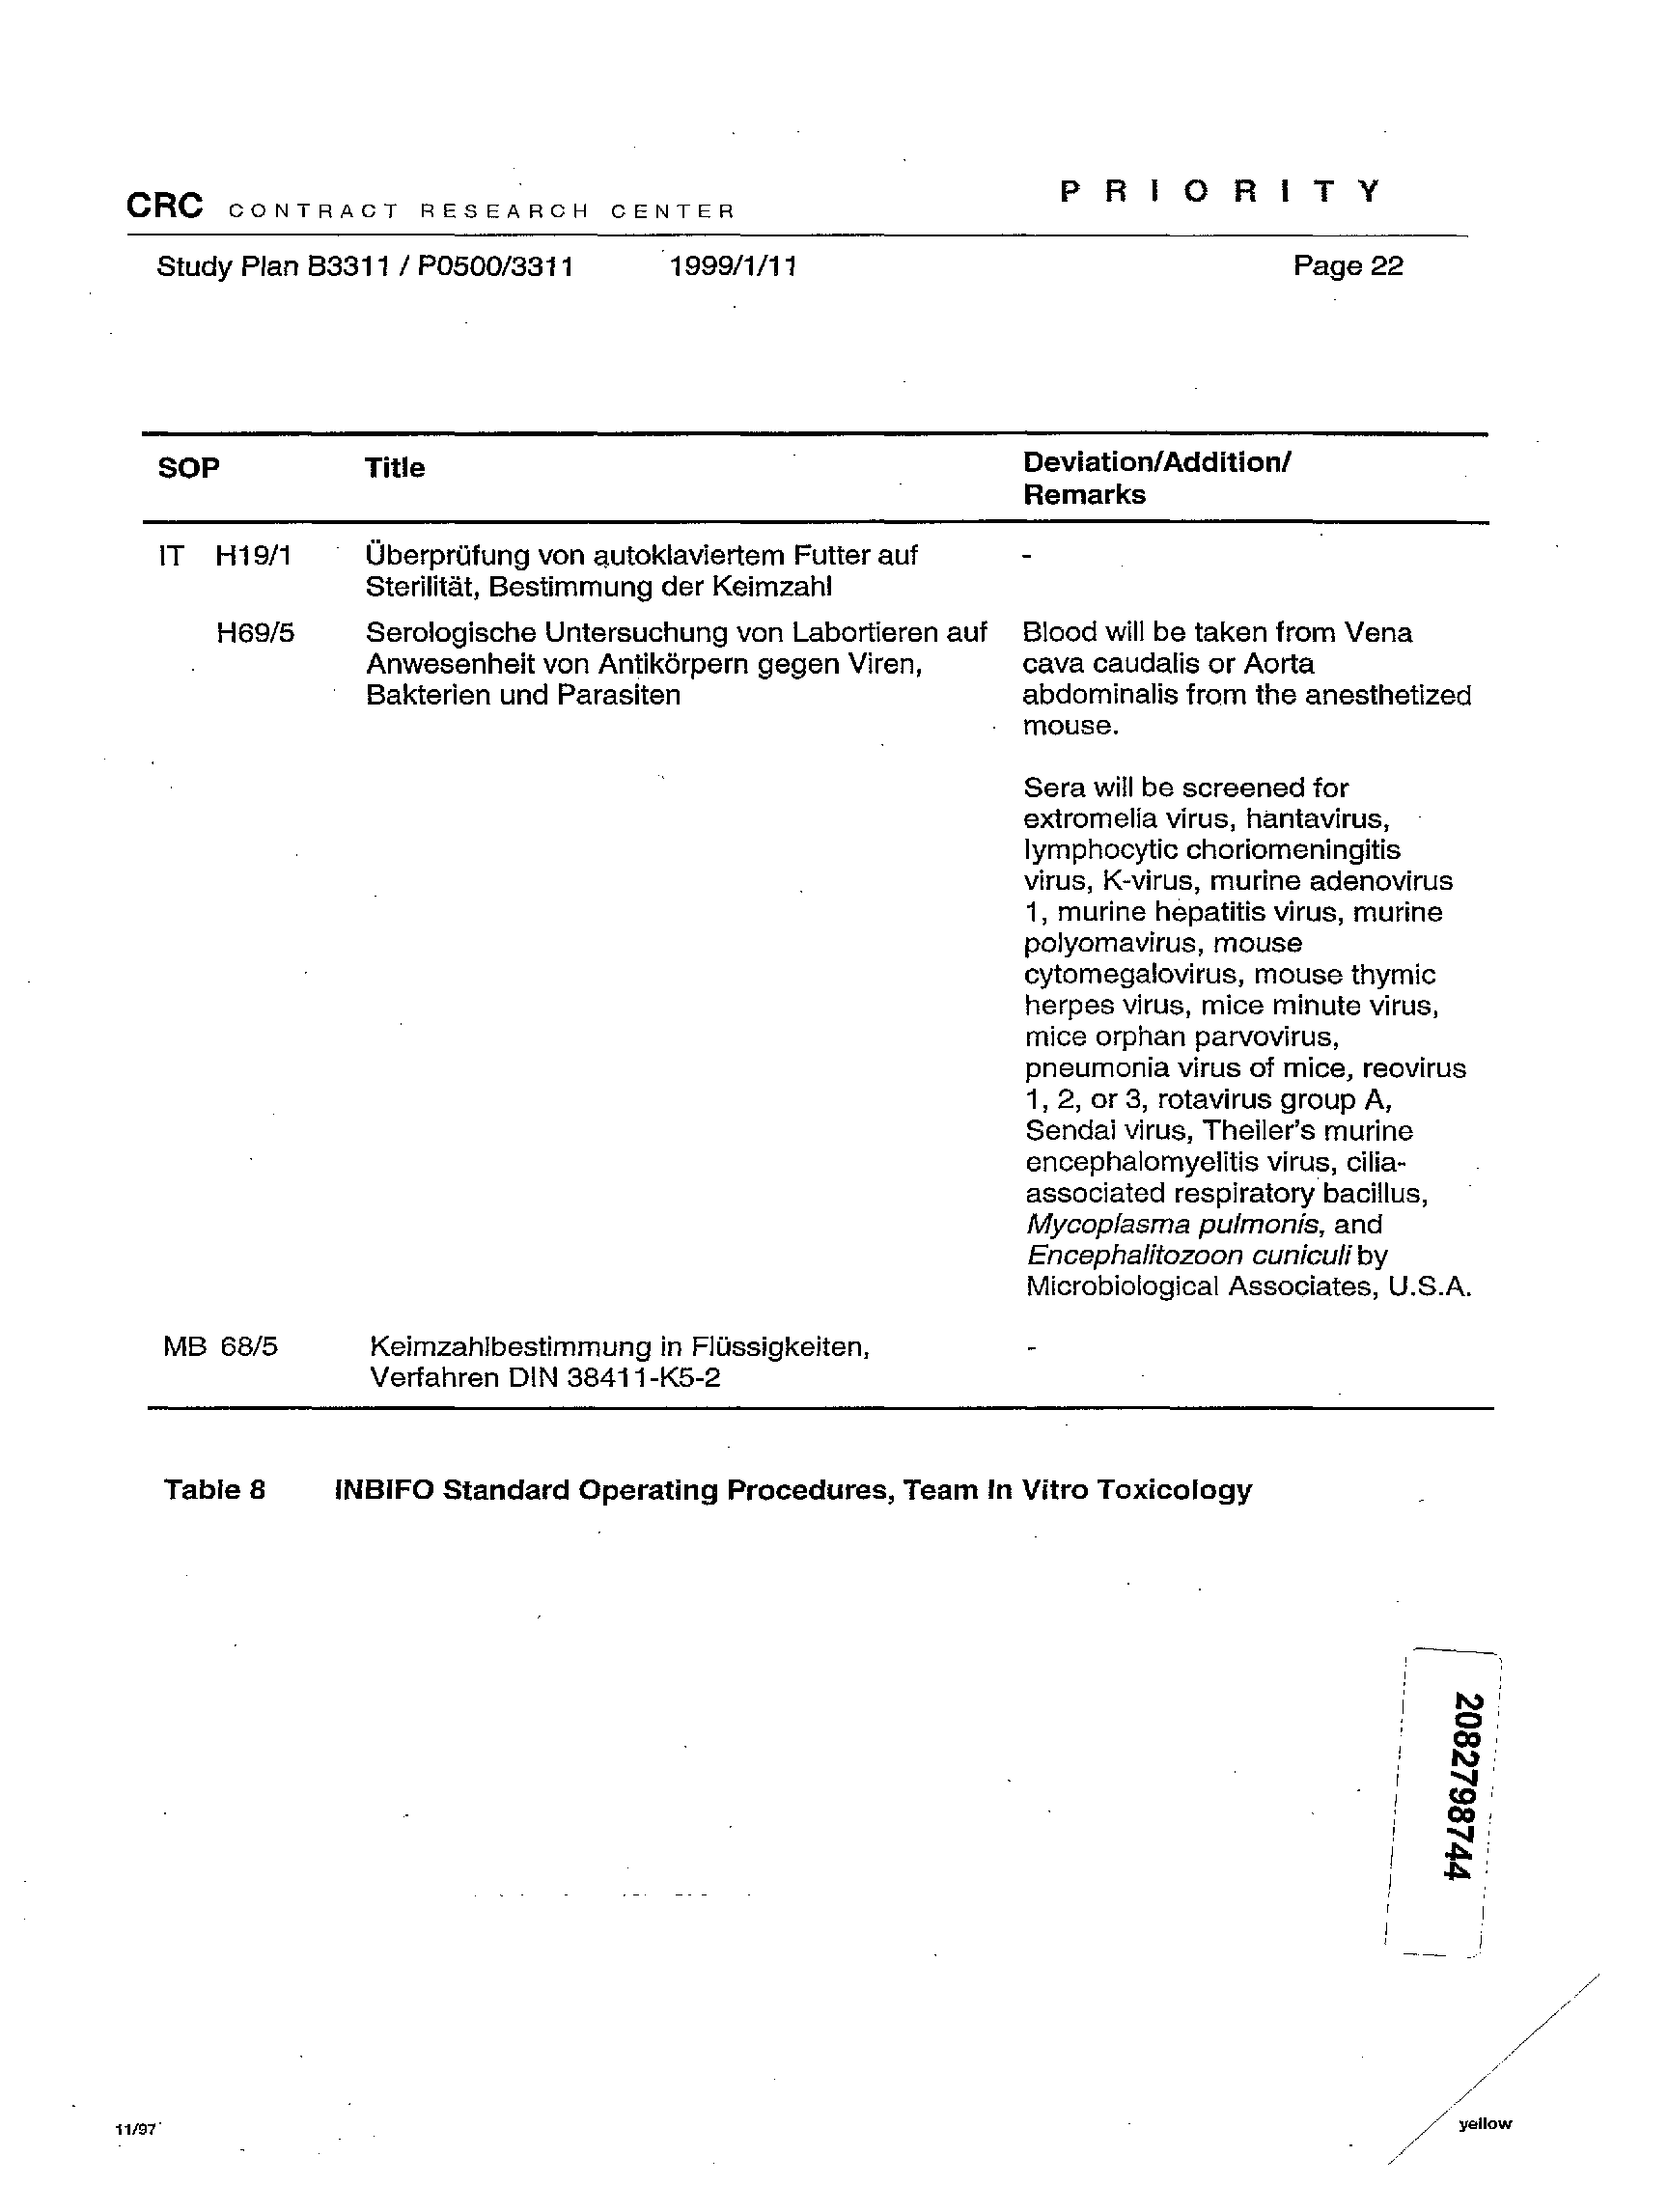 PRIORITY
CRC CONTRACT RESEARCH CENTER
Study Plan B3311 / P0500/3311 1999/1/11 Page 22
SOP Title Deviation/Addition/
Remarks
IT H19/1 Überprüfung von autoklaviertem Futter auf -
Sterilität, Bestimmung der Keimzahl
H69/5 Serologische Untersuchung von Labortieren auf Blood will be taken from Vena
Anwesenheit von Antikörpern gegen Viren, cava caudalis or Aorta
Bakterien und Parasiten abdominalis from the anesthetized
mouse.
Sera will be screened for
extromelia virus, hantavirus,
lymphocytic choriomeningitis
virus, K-virus, murine adenovirus
1, murine hepatitis virus, murine
polyomavirus, mouse
cytomegalovirus, mouse thymic
herpes virus, mice minute virus,
mice orphan parvovirus,
pneumonia virus of mice, reovirus
1, 2, or 3, rotavirus group A,
Sendai virus, Theiler's murine
encephalomyelitis virus, cilia-
associated respiratory bacillus,
Mycoplasma pulmonis, and
Encephalitozoon cuniculi by
Microbiological Associates, U.S.A.
MB 68/5 Keimzahlbestimmung in Flüssigkeiten, -
Verfahren DIN 38411-K5-2
Table 8 INBIFO Standard Operating Procedures, Team In Vitro Toxicology
2082798744
11/97 yellow